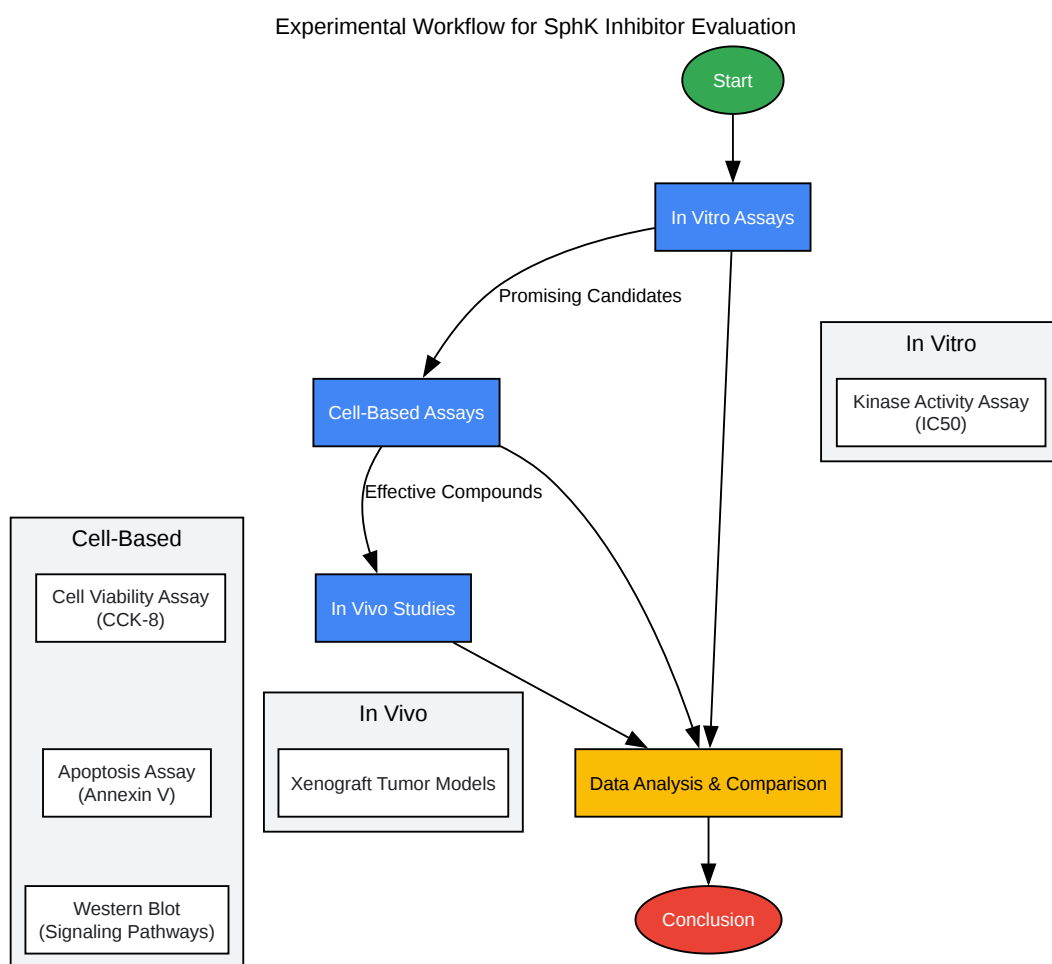 Experimental Workflow for SphK Inhibitor Evaluation
Start
In Vitro Assays
Promising Candidates
In Vitro
Kinase Activity Assay
(IC50)
Cell-Based Assays
Effective Compounds
Cell-Based
Cell Viability Assay
(CCK-8)
In Vivo Studies
In Vivo
Xenograft Tumor Models
Apoptosis Assay
(Annexin V)
Data Analysis & Comparison
Western Blot
(Signaling Pathways)
Conclusion